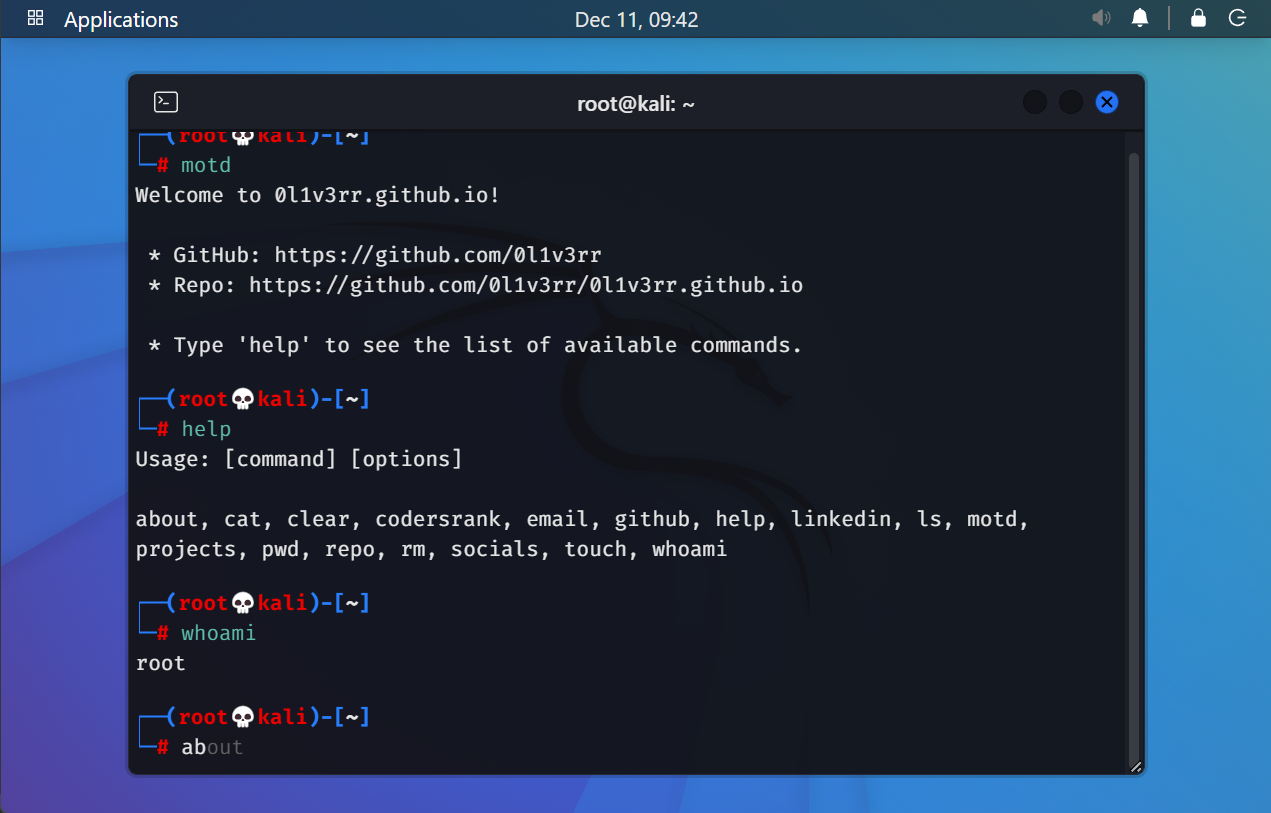 Applications
Dec 11, 09:42
root@kali: ~
┌──(root💀kali)-[~]
└─# motd
Welcome to 0l1v3rr.github.io!
* GitHub: https://github.com/0l1v3rr
* Repo: https://github.com/0l1v3rr/0l1v3rr.github.io
* Type 'help' to see the list of available commands.
┌──(root💀kali)-[~]
└─# help
Usage: [command] [options]
about, cat, clear, codersrank, email, github, help, linkedin, ls, motd,
projects, pwd, repo, rm, socials, touch, whoami
┌──(root💀kali)-[~]
└─# whoami
root
┌──(root💀kali)-[~]
└─# about